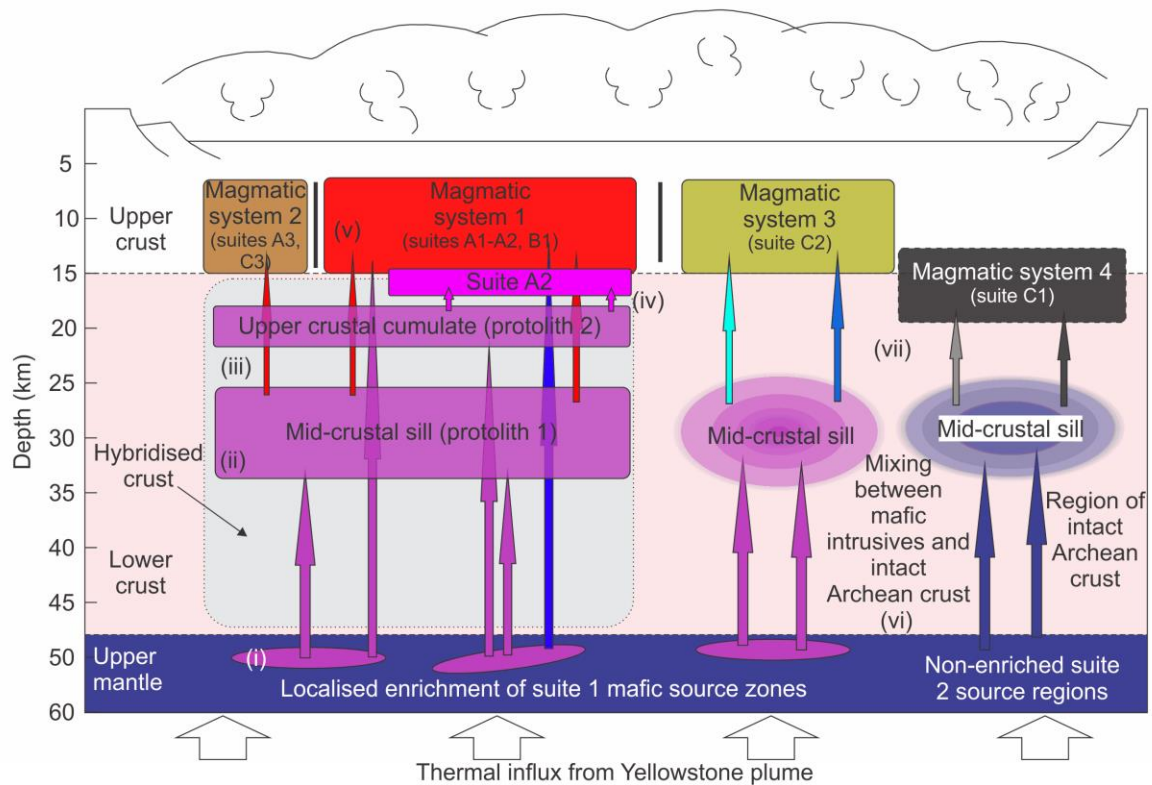 5
10
15
20
25
30
35
40
45
50
60
Depth (km)
Upper
crust
Lower
crust
Upper
mantle
Hybridised
crust
Magmatic
system 2
(suites A3,
C3)
Magmatic
system 1
(suites A1-A2, B1)
(v)
Magmatic
system 3
(suite C2)
Magmatic system 4
(suite C1)
Suite A2
(iv)
Upper crustal cumulate (protolith 2)
(iii)
(vii)
Mid-crustal sill (protolith 1)
(ii)
Mid-crustal sill
Mid-crustal sill
Mixing
between
mafic
intrusives and
intact
Archean crust
(vi)
Region of
intact
Archean
crust
(i)
Localised enrichment of suite 1 mafic source zones
Non-enriched suite
2 source regions
Thermal influx from Yellowstone plume